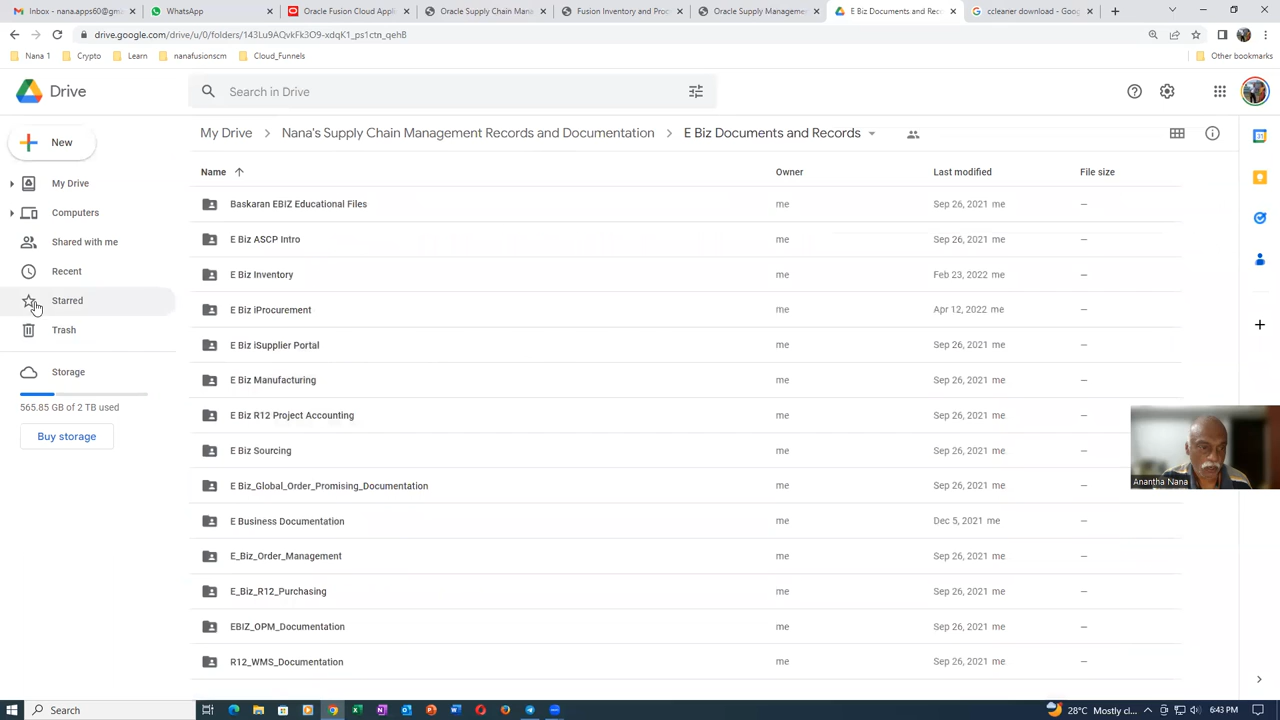 Inbox - nana.apps60@gma
WhatsApp
Oracle Fusion Cloud Applic
Oracle Supply Chain Mana
Fusion Inventory and Proc
Oracle Supply Manageme
E Biz Documents and Reco
ccleaner download - Goog
drive.google.com/drive/u/0/folders/143Lu9AQvkFk3O9-xdqK1_ps1ctn_qehB
Nana 1
Crypto
Learn
nanafusionscm
Cloud_Funnels
Other bookmarks
Drive
Search in Drive
New
My Drive
Computers
Shared with me
Recent
Starred
Trash
Storage
565.85 GB of 2 TB used
Buy storage
My Drive > Nana's Supply Chain Management Records and Documentation > E Biz Documents and Records
Name Owner Last modified File size
Baskaran EBIZ Educational Files me Sep 26, 2021 me –
E Biz ASCP Intro me Sep 26, 2021 me –
E Biz Inventory me Feb 23, 2022 me –
E Biz iProcurement me Apr 12, 2022 me –
E Biz iSupplier Portal me Sep 26, 2021 me –
E Biz Manufacturing me Sep 26, 2021 me –
E Biz R12 Project Accounting me Sep 26, 2021 me –
E Biz Sourcing me Sep 26, 2021 me –
E Biz_Global_Order_Promising_Documentation me Sep 26, 2021 me –
E Business Documentation me Dec 5, 2021 me –
E_Biz_Order_Management me Sep 26, 2021 me –
E_Biz_R12_Purchasing me Sep 26, 2021 me –
EBIZ_OPM_Documentation me Sep 26, 2021 me –
R12_WMS_Documentation me Sep 26, 2021 me –
Anantha Nana
Search
28°C Mostly cl...
6:43 PM